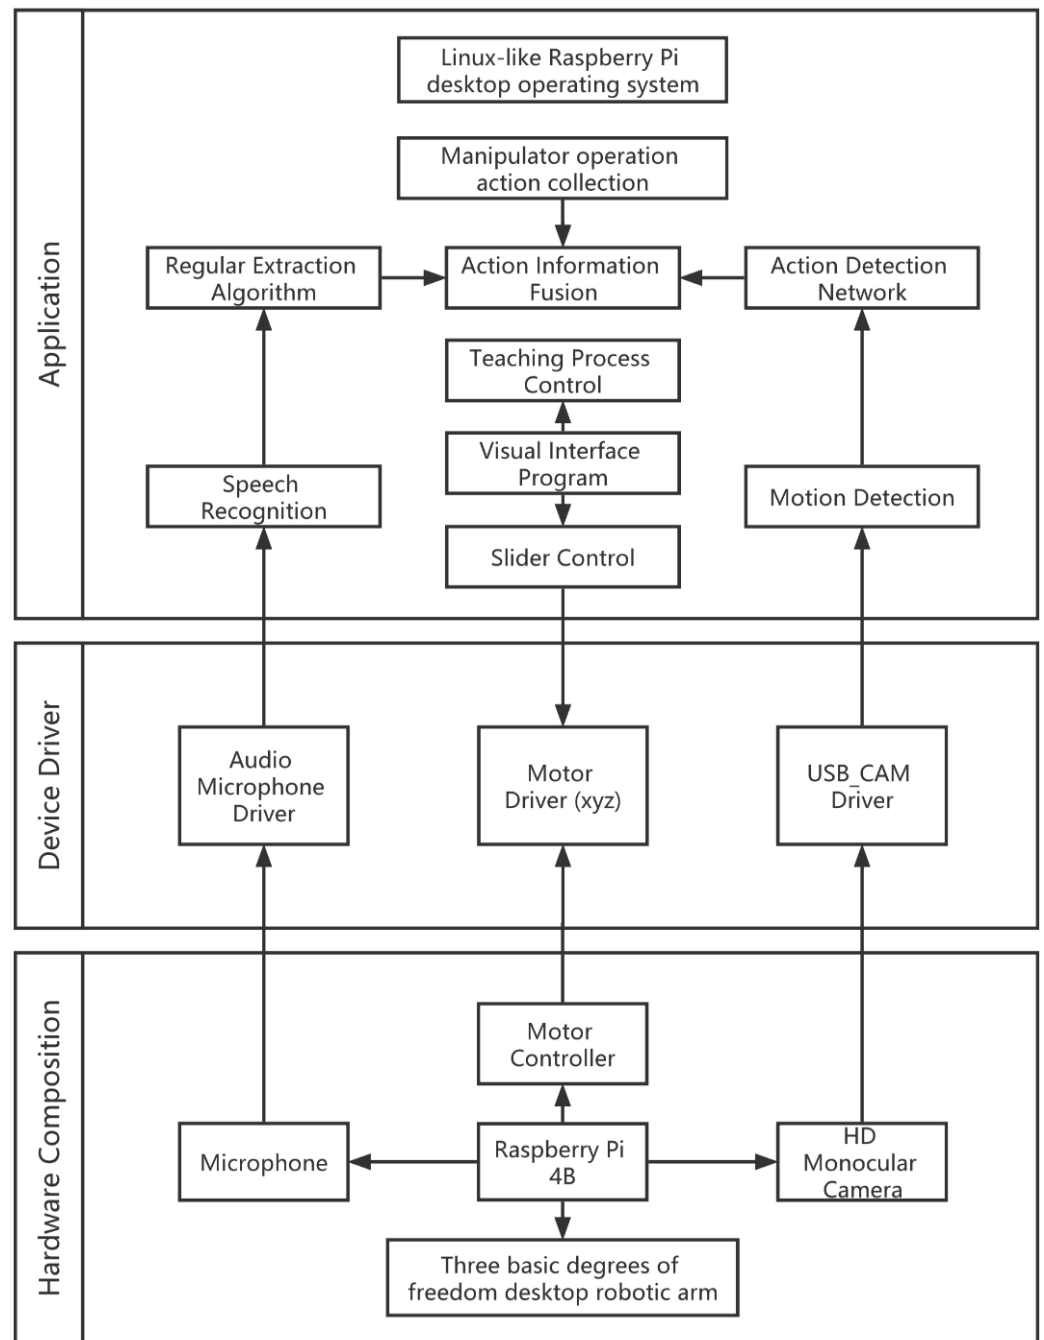 Application
Linux-like Raspberry Pi
desktop operating system
Manipulator operation
action collection
Regular Extraction
Algorithm
Action Information
Fusion
Action Detection
Network
Teaching Process
Control
Visual Interface
Program
Speech
Recognition
Motion Detection
Slider Control
Device Driver
Audio
Microphone
Driver
Motor
Driver (xyz)
USB_CAM
Driver
Hardware Composition
Motor
Controller
Microphone
Raspberry Pi
4B
HD
Monocular
Camera
Three basic degrees of
freedom desktop robotic arm